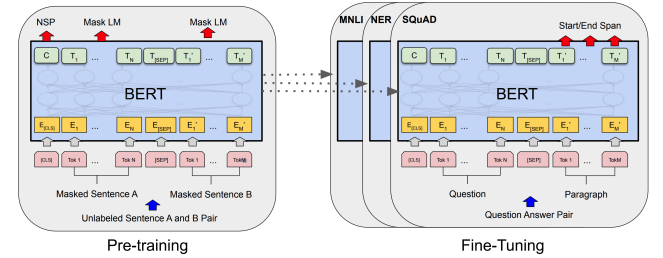 NSP Mask LM Mask LM
C T1 ... TN T[SEP] T1' ... TM'
BERT
E[CLS] E1 ... EN E[SEP] E1' ... EM'
[CLS] Tok 1 ... Tok N [SEP] Tok 1 ... TokM
Masked Sentence A Masked Sentence B
Unlabeled Sentence A and B Pair
Pre-training
MNLI NER SQuAD
Start/End Span
C T1 ... TN T[SEP] T1' ... TM'
BERT
E[CLS] E1 ... EN E[SEP] E1' ... EM'
[CLS] Tok 1 ... Tok N [SEP] Tok 1 ... TokM
Question Paragraph
Question Answer Pair
Fine-Tuning